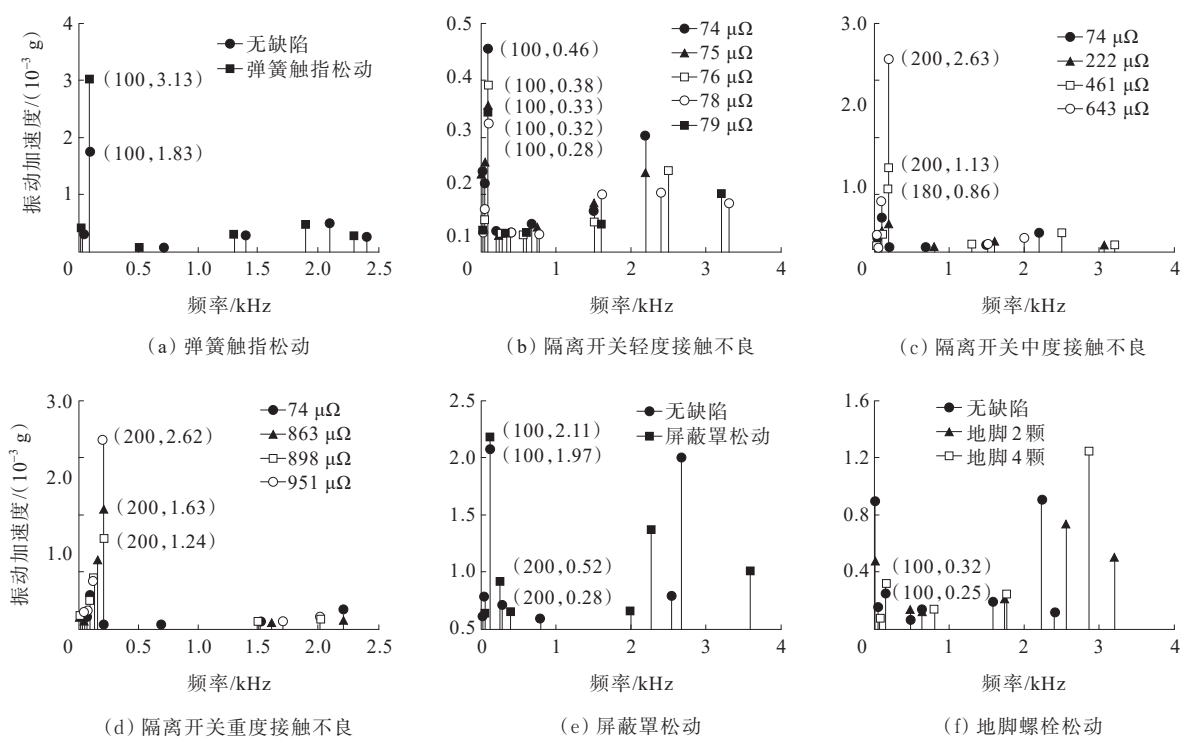 4
3
2
1
0
0.5
1.0
1.5
2.0
2.5
振动加速度/(10⁻³ g)
无缺陷
弹簧触指松动
(100,3.13)
(100,1.83)
频率/kHz
(a) 弹簧触指松动
0.5
0.4
0.3
0.2
0.1
0
1
2
3
4
(100,0.46)
(100,0.38)
(100,0.33)
(100,0.32)
(100,0.28)
74 μΩ
75 μΩ
76 μΩ
78 μΩ
79 μΩ
频率/kHz
(b) 隔离开关轻度接触不良
3.0
2.0
1.0
0
1
2
3
4
(200,2.63)
(200,1.13)
(180,0.86)
74 μΩ
222 μΩ
461 μΩ
643 μΩ
频率/kHz
(c) 隔离开关中度接触不良
3.0
2.0
1.0
0
0.5
1.0
1.5
2.0
2.5
振动加速度/(10⁻³ g)
(200,2.62)
(200,1.63)
(200,1.24)
74 μΩ
863 μΩ
898 μΩ
951 μΩ
频率/kHz
(d) 隔离开关重度接触不良
2.5
2.0
1.5
1.0
0.5
0
1
2
3
4
无缺陷
屏蔽罩松动
(100,2.11)
(100,1.97)
(200,0.52)
(200,0.28)
频率/kHz
(e) 屏蔽罩松动
1.6
1.2
0.8
0.4
0
1
2
3
4
无缺陷
地脚2颗
地脚4颗
(100,0.32)
(100,0.25)
频率/kHz
(f) 地脚螺栓松动